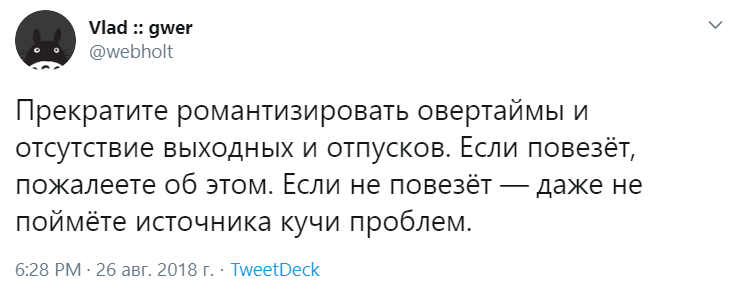 Vlad :: gwer
@webholt
Прекратите романтизировать овертаймы и
отсутствие выходных и отпусков. Если повезёт,
пожалеете об этом. Если не повезёт — даже не
поймёте источника кучи проблем.
6:28 PM · 26 авг. 2018 г. · TweetDeck